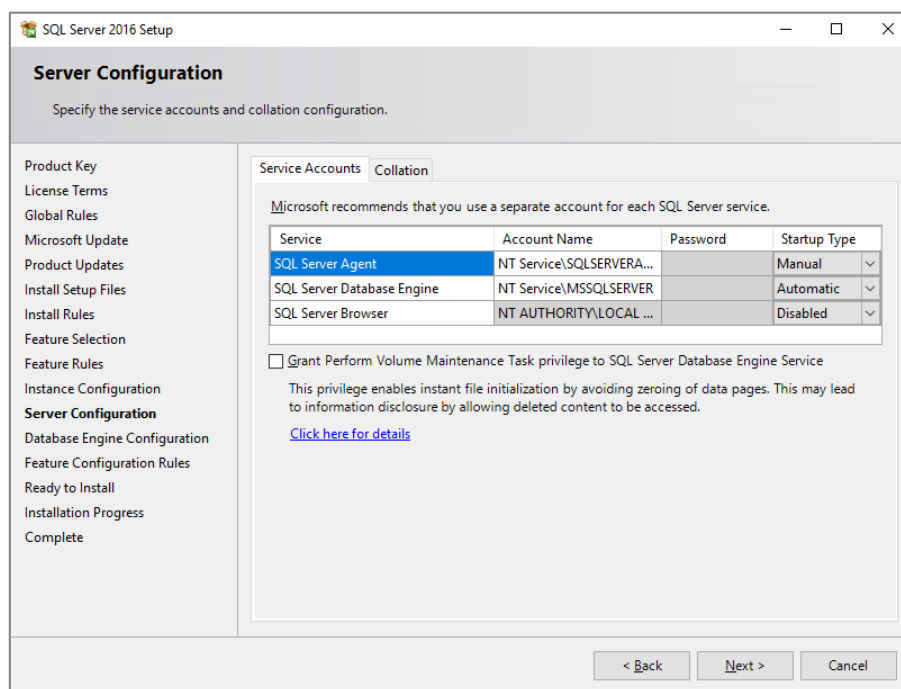 SQL Server 2016 Setup
Server Configuration
Specify the service accounts and collation configuration.
Product Key
License Terms
Global Rules
Microsoft Update
Product Updates
Install Setup Files
Install Rules
Feature Selection
Feature Rules
Instance Configuration
Server Configuration
Database Engine Configuration
Feature Configuration Rules
Ready to Install
Installation Progress
Complete
Service Accounts Collation
Microsoft recommends that you use a separate account for each SQL Server service.
Service Account Name Password Startup Type
SQL Server Agent NT Service\SQLSERVERA... Manual
SQL Server Database Engine NT Service\MSSQLSERVER Automatic
SQL Server Browser NT AUTHORITY\LOCAL ... Disabled
Grant Perform Volume Maintenance Task privilege to SQL Server Database Engine Service
This privilege enables instant file initialization by avoiding zeroing of data pages. This may lead
to information disclosure by allowing deleted content to be accessed.
Click here for details
< Back Next > Cancel